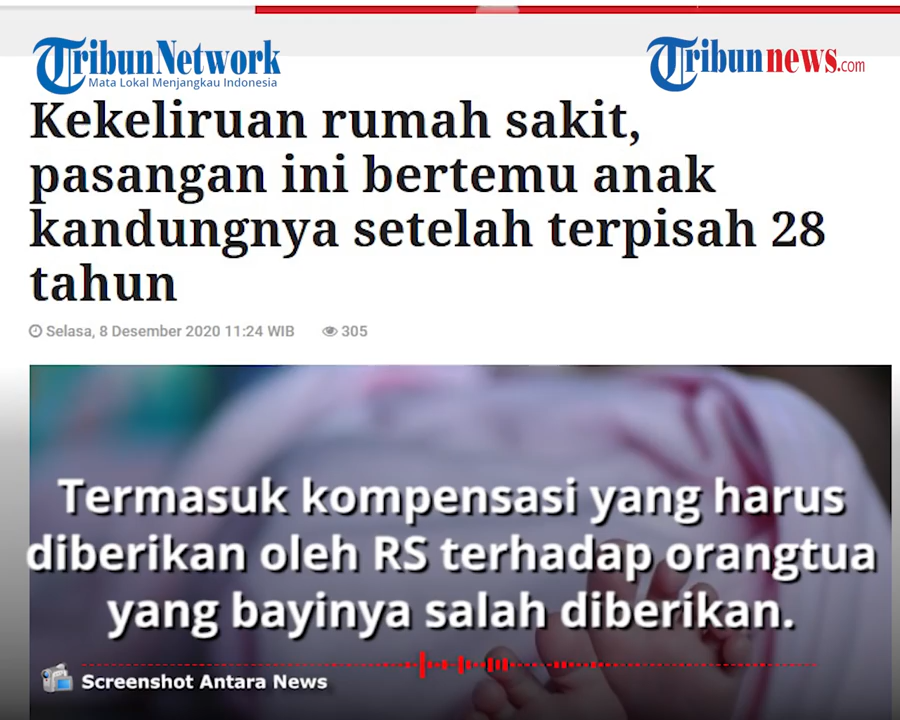 Tribun Network
Mata Lokal Menjangkau Indonesia
Tribunnews.com
Kekeliruan rumah sakit,
pasangan ini bertemu anak
kandungnya setelah terpisah 28
tahun
Selasa, 8 Desember 2020 11:24 WIB 305
Termasuk kompensasi yang harus
diberikan oleh RS terhadap orangtua
yang bayinya salah diberikan.
Screenshot Antara News